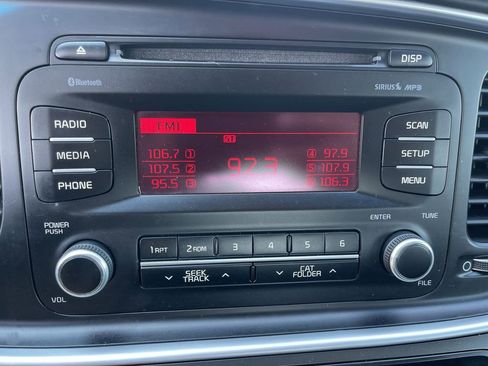 DISP
Bluetooth
SIRIUS MP3
RADIO
MEDIA
PHONE
FM1
106.7 1
107.5 2
95.5 3
97.7
4 97.9
5 107.9
6 106.3
SCAN
SETUP
MENU
POWER
PUSH
VOL
1 RPT
2 RDM
3
4
5
6
SEEK
TRACK
CAT
FOLDER
ENTER
TUNE
FILE